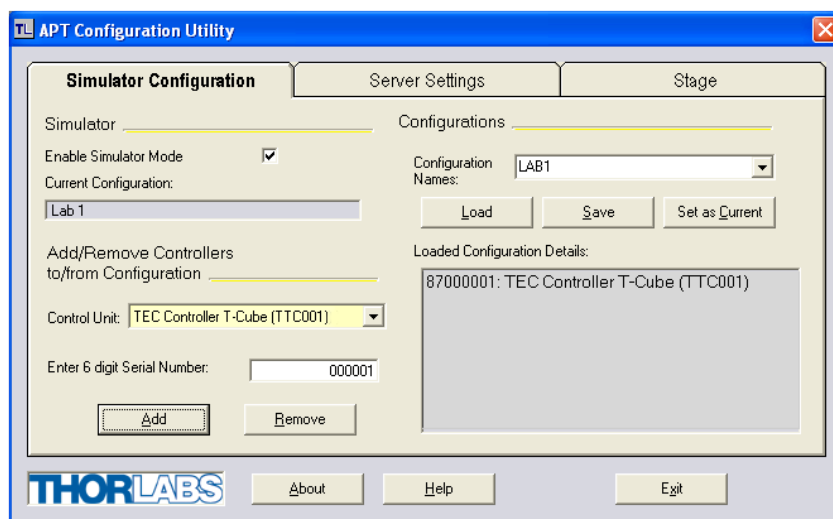 TL APT Configuration Utility
Simulator Configuration
Server Settings
Stage
Simulator
Enable Simulator Mode
Current Configuration:
Lab 1
Add/Remove Controllers
to/from Configuration
Control Unit: TEC Controller T-Cube (TTC001)
Enter 6 digit Serial Number: 000001
Add
Remove
Configurations
Configuration
Names:
LAB1
Load
Save
Set as Current
Loaded Configuration Details:
87000001: TEC Controller T-Cube (TTC001)
THORLABS
About
Help
Exit